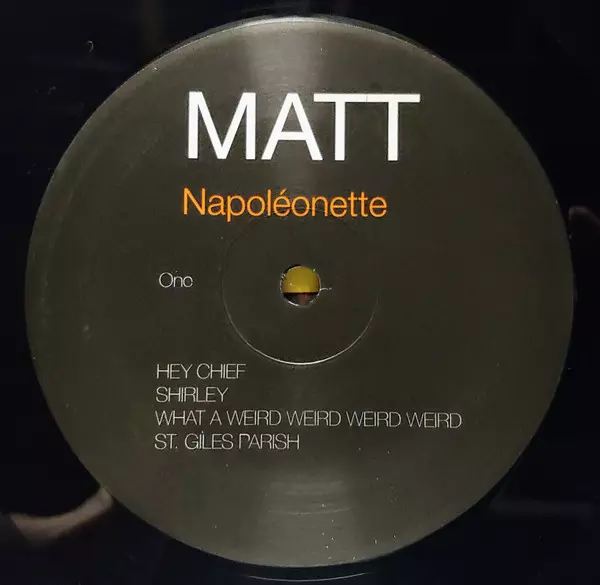 MATT
Napoléonette
One
HEY CHIEF
SHIRLEY
WHAT A WEIRD WEIRD WEIRD WEIRD
ST. GILES PARISH